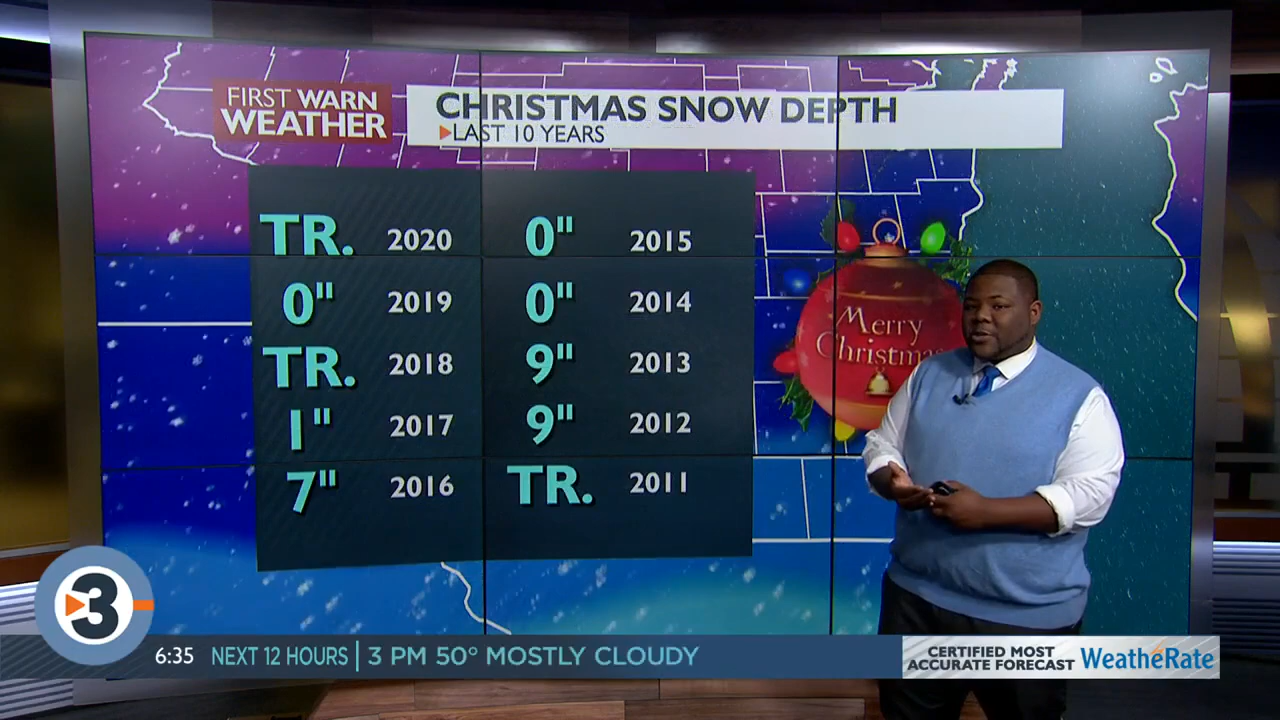 FIRST WARN
WEATHER
CHRISTMAS SNOW DEPTH
LAST 10 YEARS
TR. 2020 0" 2015
0" 2019 0" 2014
TR. 2018 9" 2013
1" 2017 9" 2012
7" 2016 TR. 2011
Merry
Christmas
3
6:35 NEXT 12 HOURS | 3 PM 50° MOSTLY CLOUDY
CERTIFIED MOST
ACCURATE FORECAST WeatheRate